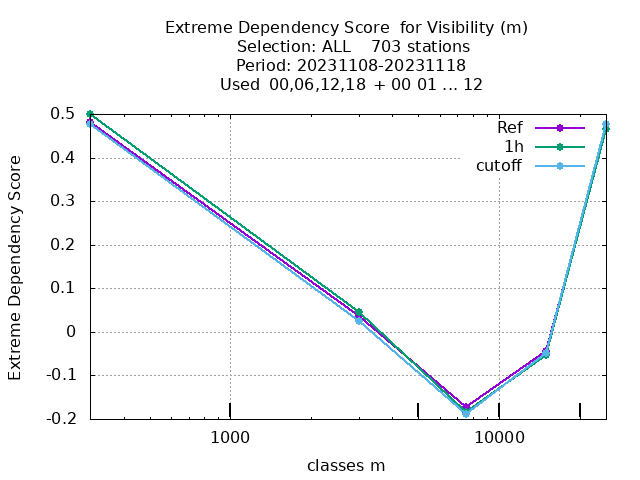 Extreme Dependency Score  for Visibility (m)
Selection: ALL    703 stations
Period: 20231108-20231118
Used  00,06,12,18 + 00 01 ... 12
Extreme Dependency Score
0.5
0.4
0.3
0.2
0.1
0
-0.1
-0.2
Ref
1h
cutoff
1000
10000
classes m